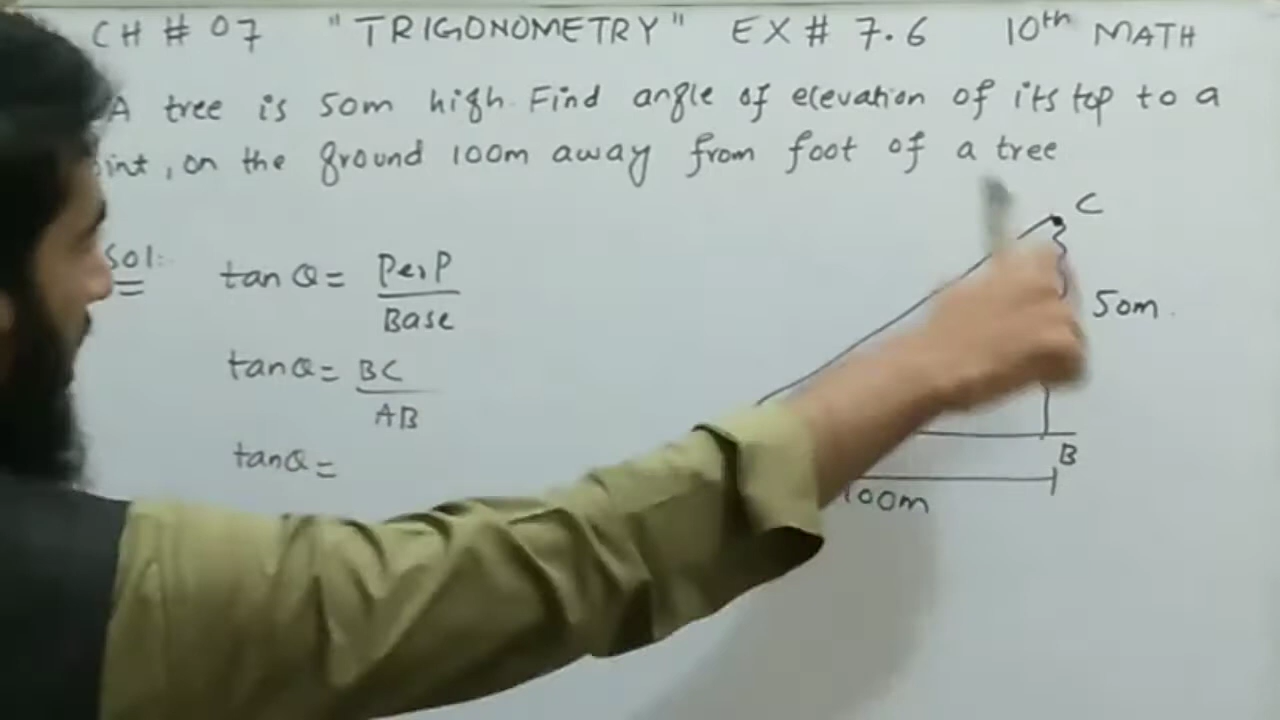 CH # 07 "TRIGONOMETRY" EX # 7.6 10th MATH
A tree is 50m high. Find angle of elevation of its top to a
int, on the ground 100m away from foot of a tree
Sol:
tan θ = Perp
Base
tan θ = BC
AB
tan θ =
C
50m
B
100m